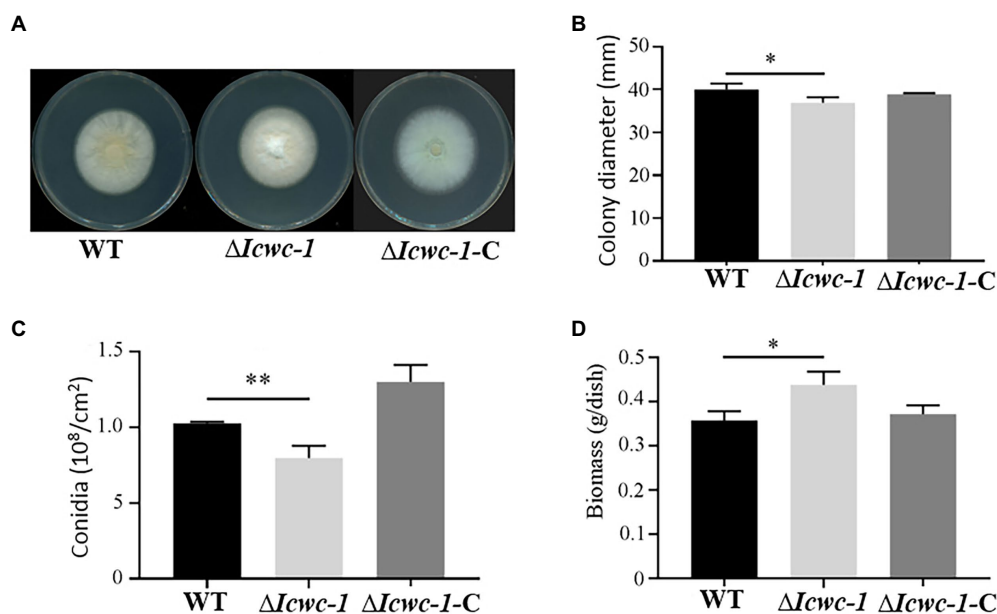 A
WT
ΔIcwc-1
ΔIcwc-1-C
B
Colony diameter (mm)
50
40
30
20
10
0
*
WT
ΔIcwc-1
ΔIcwc-1-C
C
Conidia (10⁸/cm²)
1.5
1.0
5
0
**
WT
ΔIcwc-1
ΔIcwc-1-C
D
Biomass (g/dish)
0.5
0.4
0.3
0.2
0.1
0
*
WT
ΔIcwc-1
ΔIcwc-1-C